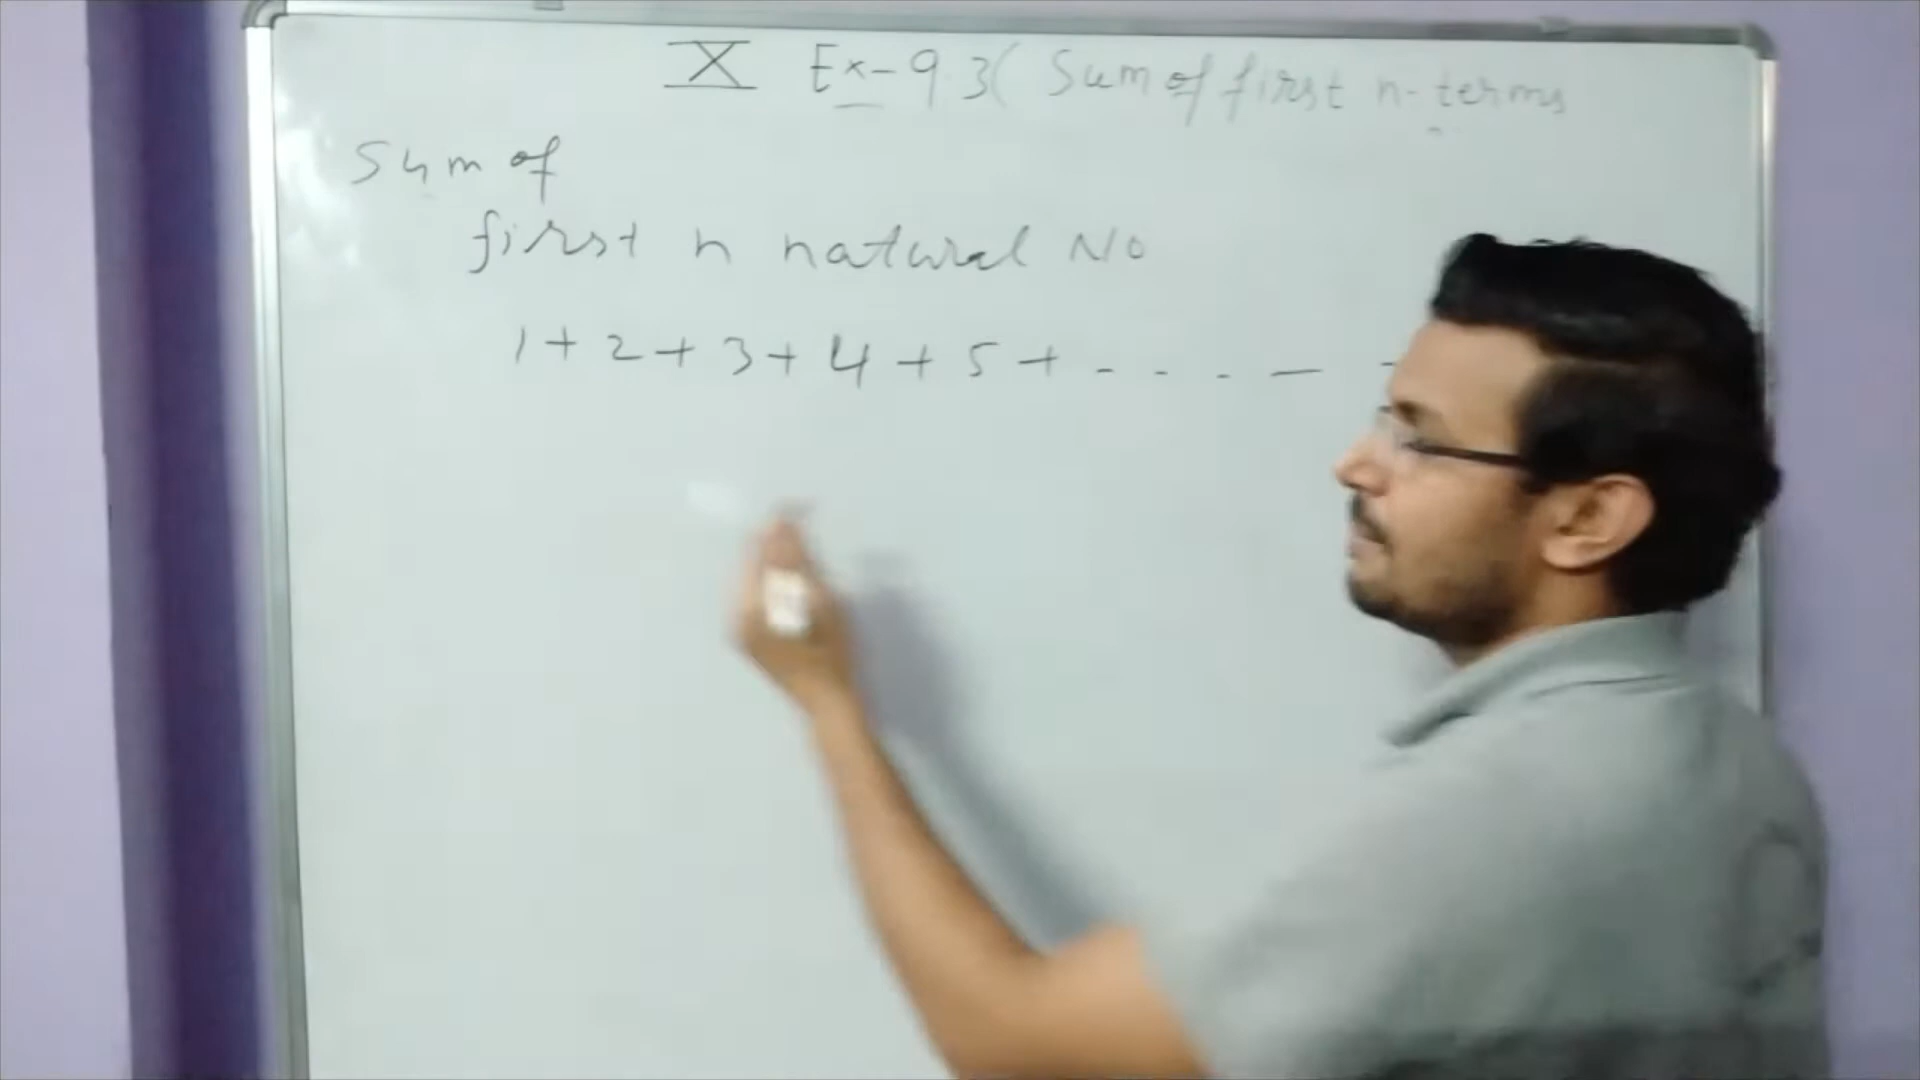 X Ex-9.3( Sum of first n-terms
Sum of
first n natural No
1+2+3+4+5+ - - - - -